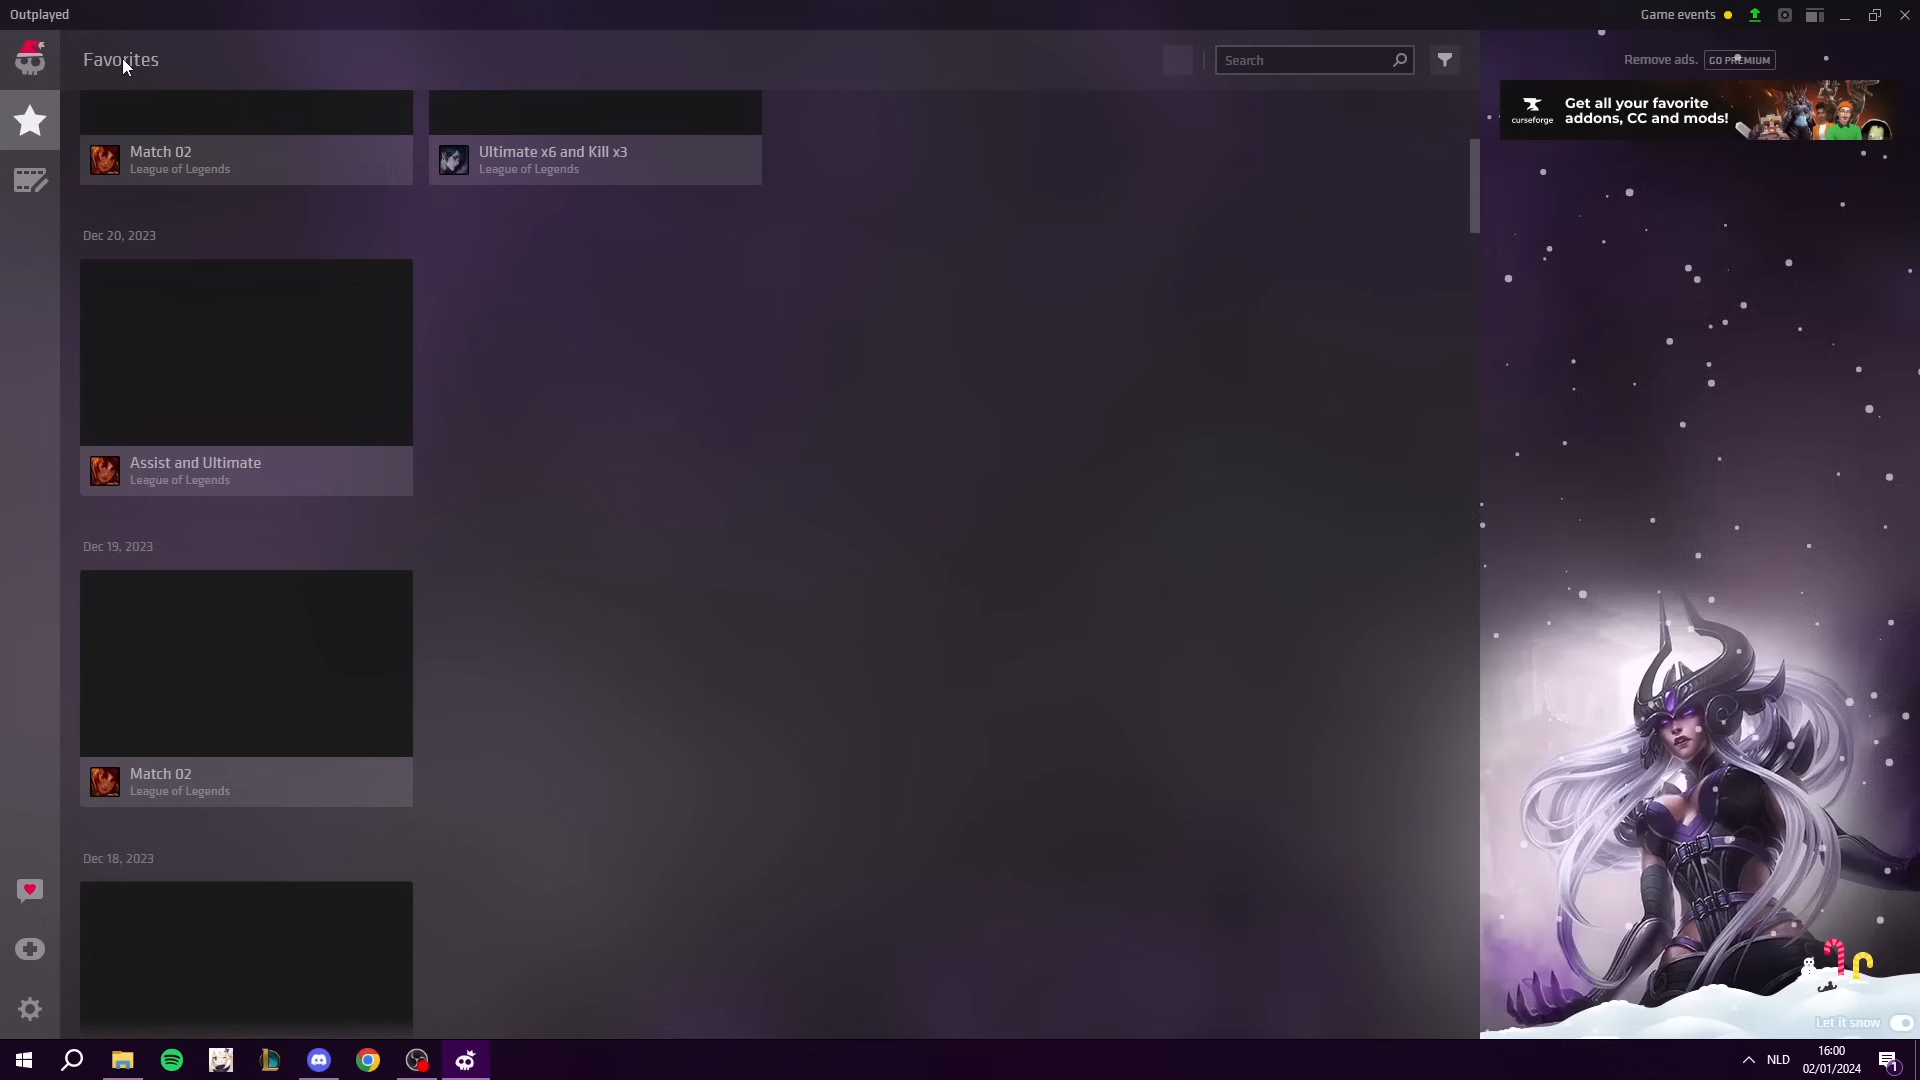 Outplayed
Game events
Favorites
Search
Remove ads. GO PREMIUM
curseforge
Get all your favorite
addons, CC and mods!
Match 02
League of Legends
Ultimate x6 and Kill x3
League of Legends
Dec 20, 2023
Assist and Ultimate
League of Legends
Dec 19, 2023
Match 02
League of Legends
Dec 18, 2023
Let it snow
NLD
16:00
02/01/2024
1